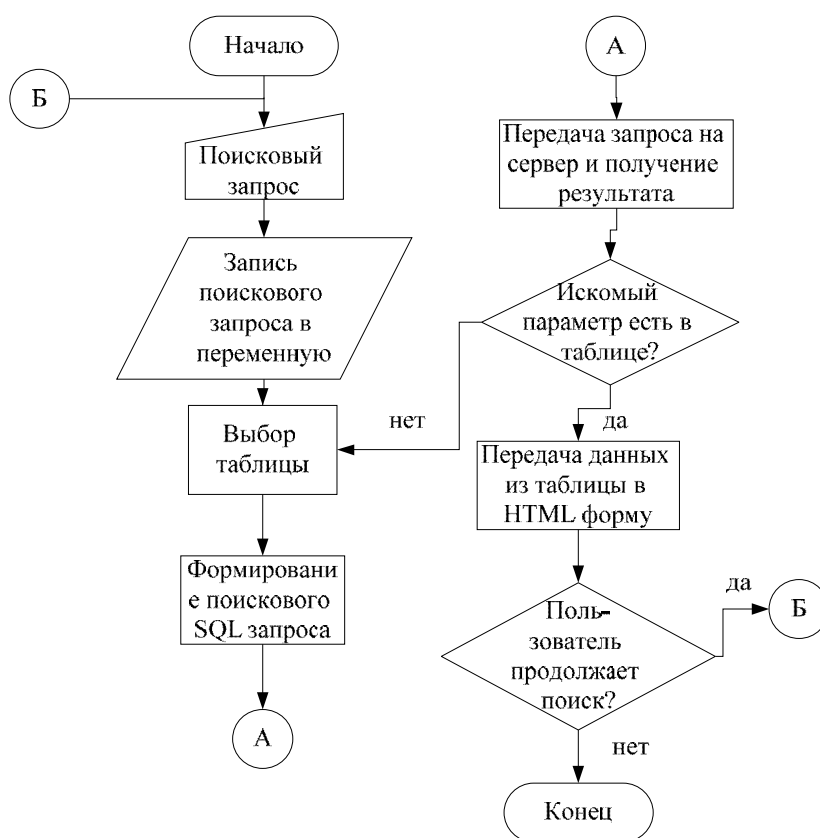 Начало
Б
Поисковый
запрос
Запись
поискового
запроса в
переменную
Выбор
таблицы
Формировани
е поискового
SQL запроса
А
А
Передача запроса на
сервер и получение
результата
Искомый
параметр есть в
таблице?
нет
да
Передача данных
из таблицы в
HTML форму
Поль-
зователь
продолжает
поиск?
да
Б
нет
Конец